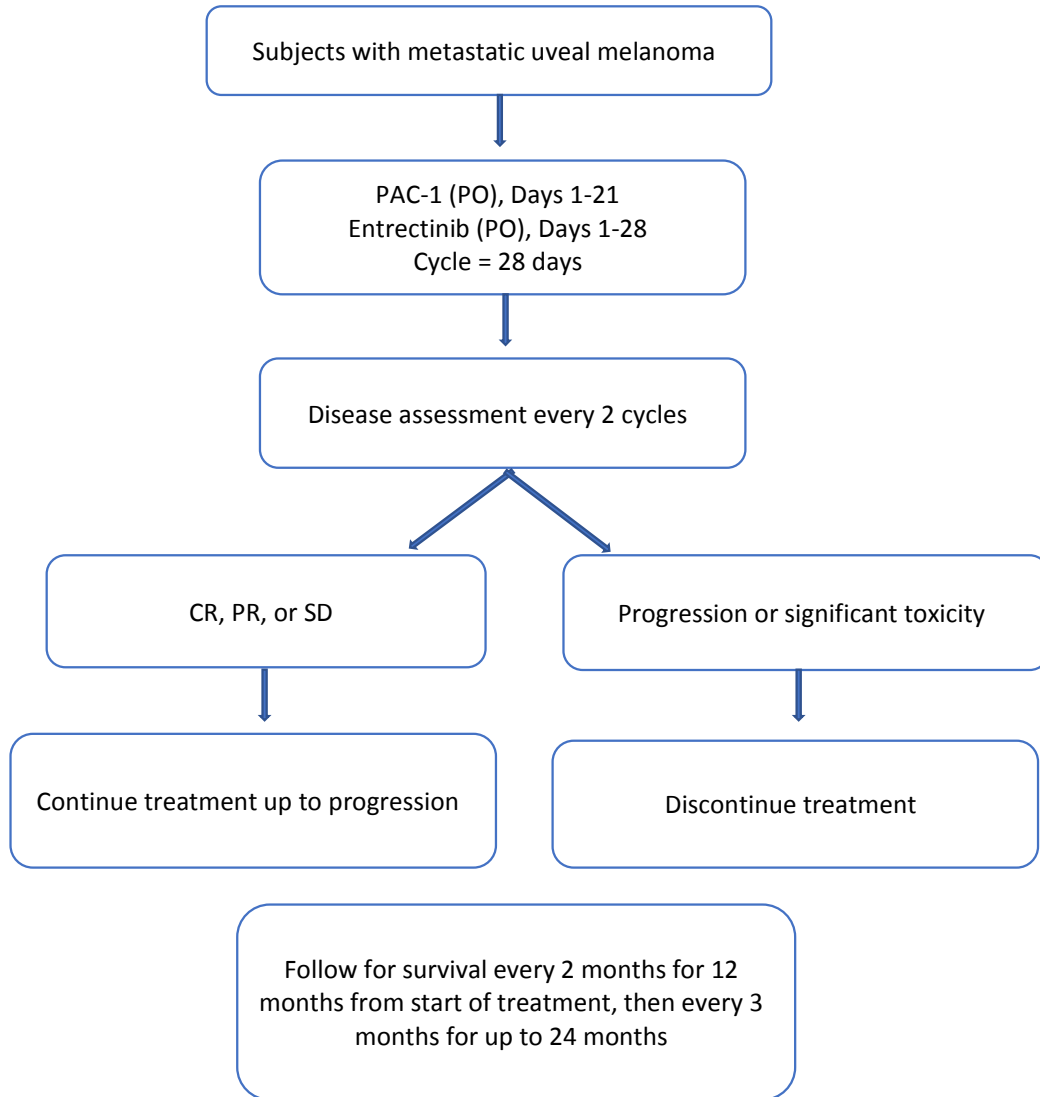 Subjects with metastatic uveal melanoma
PAC-1 (PO), Days 1-21
Entrectinib (PO), Days 1-28
Cycle = 28 days
Disease assessment every 2 cycles
CR, PR, or SD
Progression or significant toxicity
Continue treatment up to progression
Discontinue treatment
Follow for survival every 2 months for 12
months from start of treatment, then every 3
months for up to 24 months